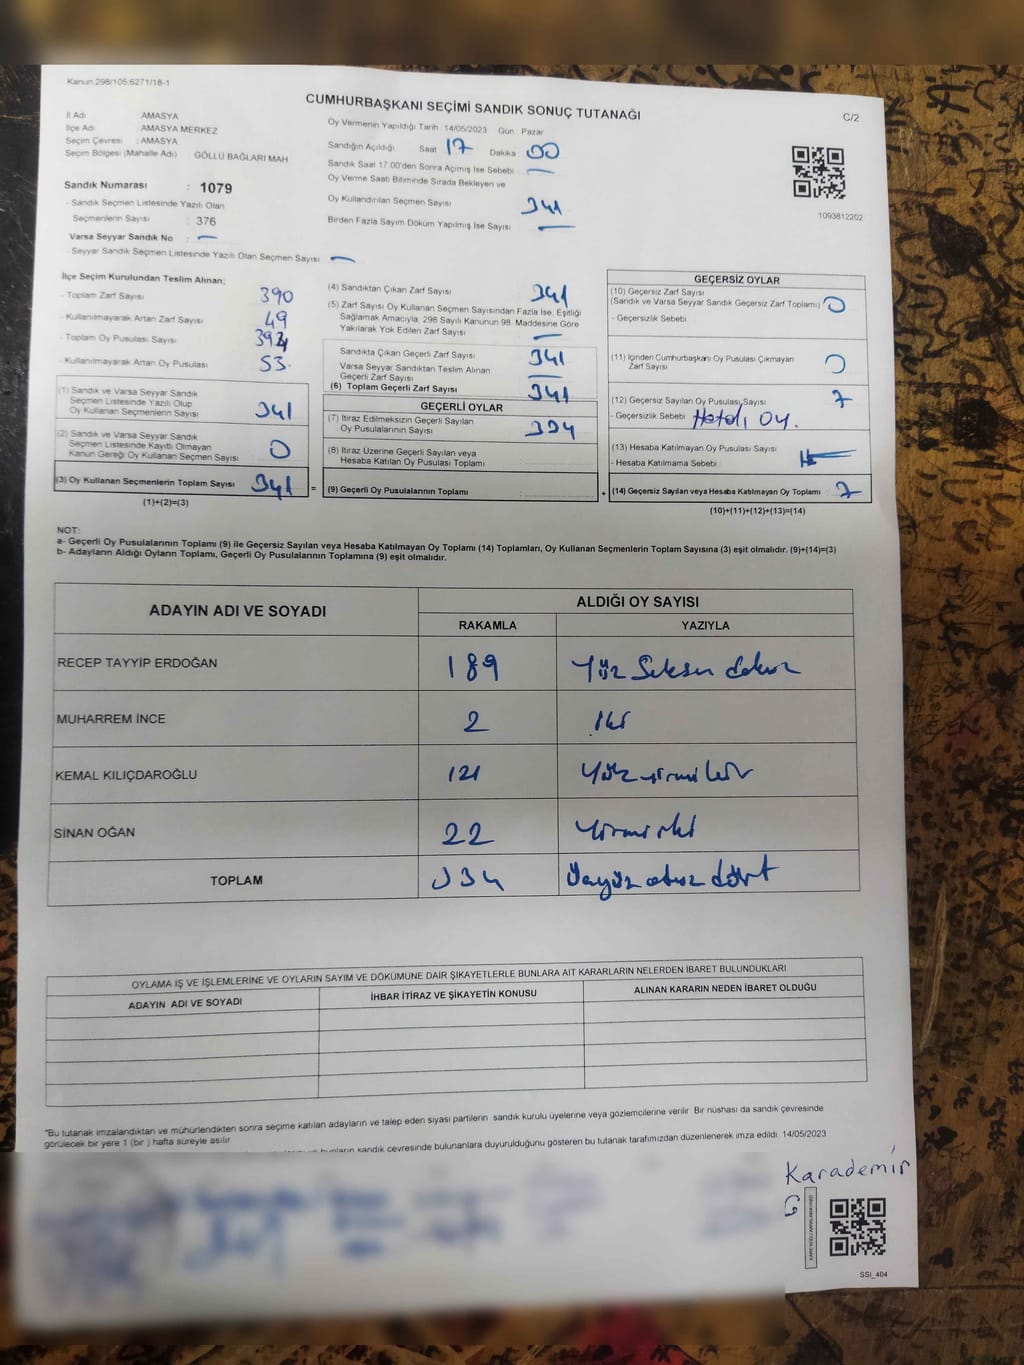 Kanun 298/105;6271/18-1
CUMHURBAŞKANI SEÇİMİ SANDIK SONUÇ TUTANAĞI
C/2
İl Adı : AMASYA
İlçe Adı : AMASYA MERKEZ
Seçim Çevresi : AMASYA
Seçim Bölgesi (Mahalle Adı) GÖLLÜ BAĞLARI MAH
Sandık Numarası : 1079
- Sandık Seçmen Listesinde Yazılı Olan
Seçmenlerin Sayısı : 376
Varsa Seyyar Sandık No : —
- Seyyar Sandık Seçmen Listesinde Yazılı Olan Seçmen Sayısı : —
Oy Vermenin Yapıldığı Tarih : 14/05/2023 Gün : Pazar
Sandığın Açıldığı Saat 17 Dakika 00
Sandık Saat 17:00'den Sonra Açılmış İse Sebebi : —
Oy Verme Saati Bitiminde Sırada Bekleyen ve
Oy Kullandırılan Seçmen Sayısı 341
Birden Fazla Sayım Döküm Yapılmış İse Sayısı : —
1093812202
İlçe Seçim Kurulundan Teslim Alınan;
- Toplam Zarf Sayısı 390
- Kullanılmayarak Artan Zarf Sayısı 49
- Toplam Oy Pusulası Sayısı
- Kullanılmayarak Artan Oy Pusulası 53
(1) Sandık ve Varsa Seyyar Sandık
Seçmen Listesinde Yazılı Olup
Oy Kullanan Seçmenlerin Sayısı 341
(2) Sandık ve Varsa Seyyar Sandık
Seçmen Listesinde Kayıtlı Olmayan
Kanun Gereği Oy Kullanan Seçmen Sayısı 0
(3) Oy Kullanan Seçmenlerin Toplam Sayısı 341 =
(1)+(2)=(3)
(4) Sandıktan Çıkan Zarf Sayısı 341
(5) Zarf Sayısı Oy Kullanan Seçmen Sayısından Fazla İse, Eşitliği
Sağlamak Amacıyla, 298 Sayılı Kanunun 98. Maddesine Göre
Yakılarak Yok Edilen Zarf Sayısı —
Sandıkta Çıkan Geçerli Zarf Sayısı 341
Varsa Seyyar Sandıktan Teslim Alınan
Geçerli Zarf Sayısı —
(6) Toplam Geçerli Zarf Sayısı 341
GEÇERLİ OYLAR
(7) İtiraz Edilmeksizin Geçerli Sayılan
Oy Pusulalarının Sayısı 334
(8) İtiraz Üzerine Geçerli Sayılan veya
Hesaba Katılan Oy Pusulası Toplamı :
(9) Geçerli Oy Pusulalarının Toplamı : +
GEÇERSİZ OYLAR
(10) Geçersiz Zarf Sayısı
(Sandık ve Varsa Seyyar Sandık Geçersiz Zarf Toplamı) 0
- Geçersizlik Sebebi
(11) İçinden Cumhurbaşkanı Oy Pusulası Çıkmayan
Zarf Sayısı 0
(12) Geçersiz Sayılan Oy Pusulası Sayısı 7
- Geçersizlik Sebebi Hatalı oy.
(13) Hesaba Katılmayan Oy Pusulası Sayısı
- Hesaba Katılmama Sebebi
(14) Geçersiz Sayılan veya Hesaba Katılmayan Oy Toplamı : 7
(10)+(11)+(12)+(13)=(14)
NOT:
a- Geçerli Oy Pusulalarının Toplamı (9) ile Geçersiz Sayılan veya Hesaba Katılmayan Oy Toplamı (14) Toplamları, Oy Kullanan Seçmenlerin Toplam Sayısına (3) eşit olmalıdır. (9)+(14)=(3)
b- Adayların Aldığı Oyların Toplamı, Geçerli Oy Pusulalarının Toplamına (9) eşit olmalıdır.
ADAYIN ADI VE SOYADI ALDIĞI OY SAYISI
RAKAMLA YAZIYLA
RECEP TAYYİP ERDOĞAN 189 Yüz Seksen dokuz
MUHARREM İNCE 2 iki
KEMAL KILIÇDAROĞLU 121 Yüz yirmi bir
SİNAN OĞAN 22 Yirmi iki
TOPLAM 334 Üçyüz otuz dört
OYLAMA İŞ VE İŞLEMLERİNE VE OYLARIN SAYIM VE DÖKÜMÜNE DAİR ŞİKAYETLERLE BUNLARA AİT KARARLARIN NELERDEN İBARET BULUNDUKLARI
ADAYIN ADI VE SOYADI İHBAR İTİRAZ VE ŞİKAYETİN KONUSU ALINAN KARARIN NEDEN İBARET OLDUĞU
*Bu tutanak imzalandıktan ve mühürlendikten sonra seçime katılan adayların ve talep eden siyasi partilerin sandık kurulu üyelerine veya gözlemcilerine verilir. Bir nüshası da sandık çevresinde
görülecek bir yere 1 (bir ) hafta süreyle asılır
bunların sandık çevresinde bulunanlara duyurulduğunu gösteren bu tutanak tarafımızdan düzenlenerek imza edildi. 14/05/2023
Karademir
SSI_404